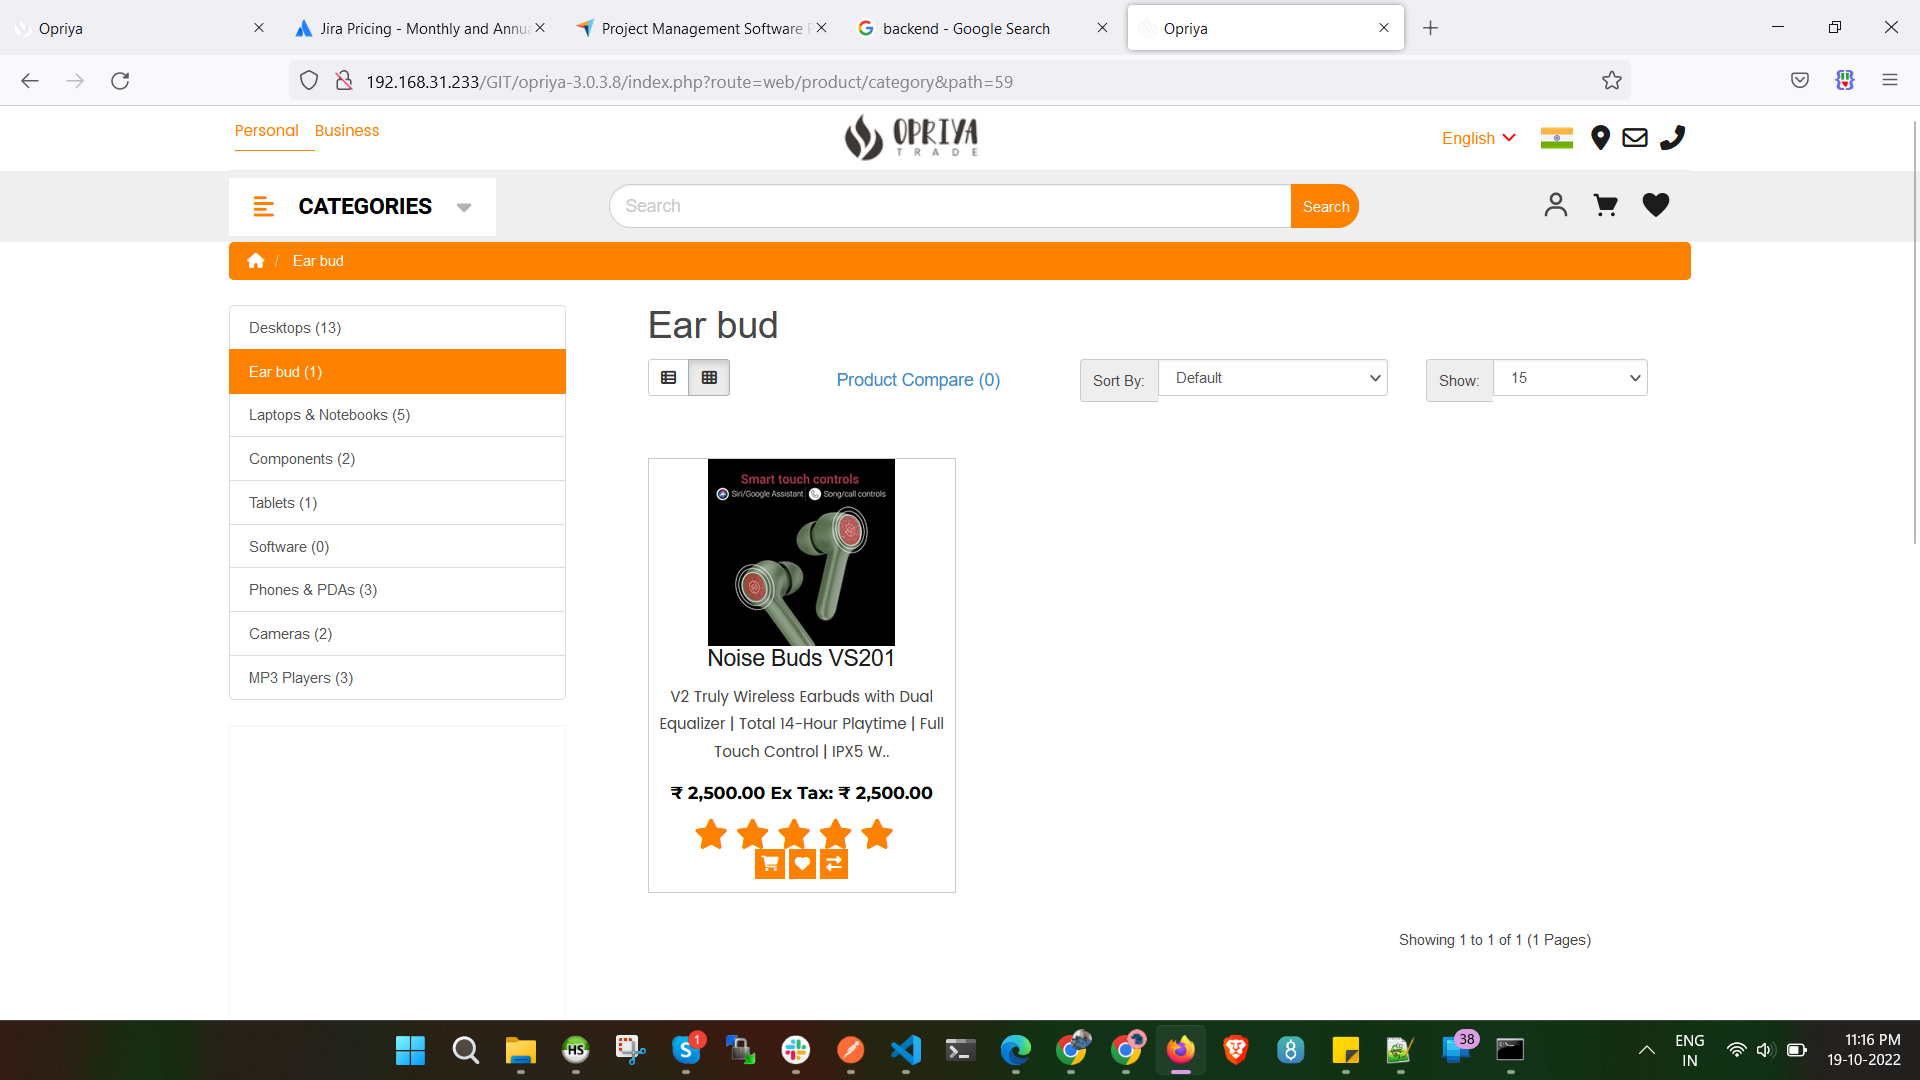 Opriya
Jira Pricing - Monthly and Annua
Project Management Software P
backend - Google Search
Opriya
192.168.31.233/GIT/opriya-3.0.3.8/index.php?route=web/product/category&path=59
Personal Business
OPRIYA
TRADE
English
CATEGORIES
Search
Search
/ Ear bud
Desktops (13)
Ear bud (1)
Laptops & Notebooks (5)
Components (2)
Tablets (1)
Software (0)
Phones & PDAs (3)
Cameras (2)
MP3 Players (3)
Ear bud
Product Compare (0)
Sort By: Default
Show: 15
Smart touch controls
Siri/Google Assistant Song/call controls
Noise Buds VS201
V2 Truly Wireless Earbuds with Dual
Equalizer | Total 14-Hour Playtime | Full
Touch Control | IPX5 W..
₹ 2,500.00 Ex Tax: ₹ 2,500.00
Showing 1 to 1 of 1 (1 Pages)
HS
S
1
8
38
ENG
IN
11:16 PM
19-10-2022